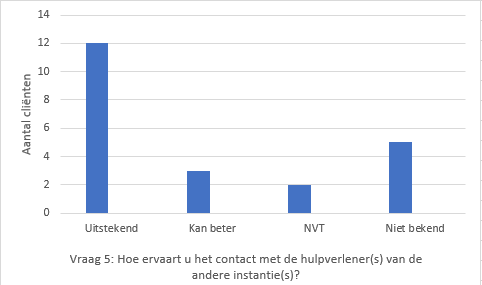 14
12
10
8
6
4
2
0
Aantal cliënten
Uitstekend Kan beter NVT Niet bekend
Vraag 5: Hoe ervaart u het contact met de hulpverlener(s) van de
andere instantie(s)?